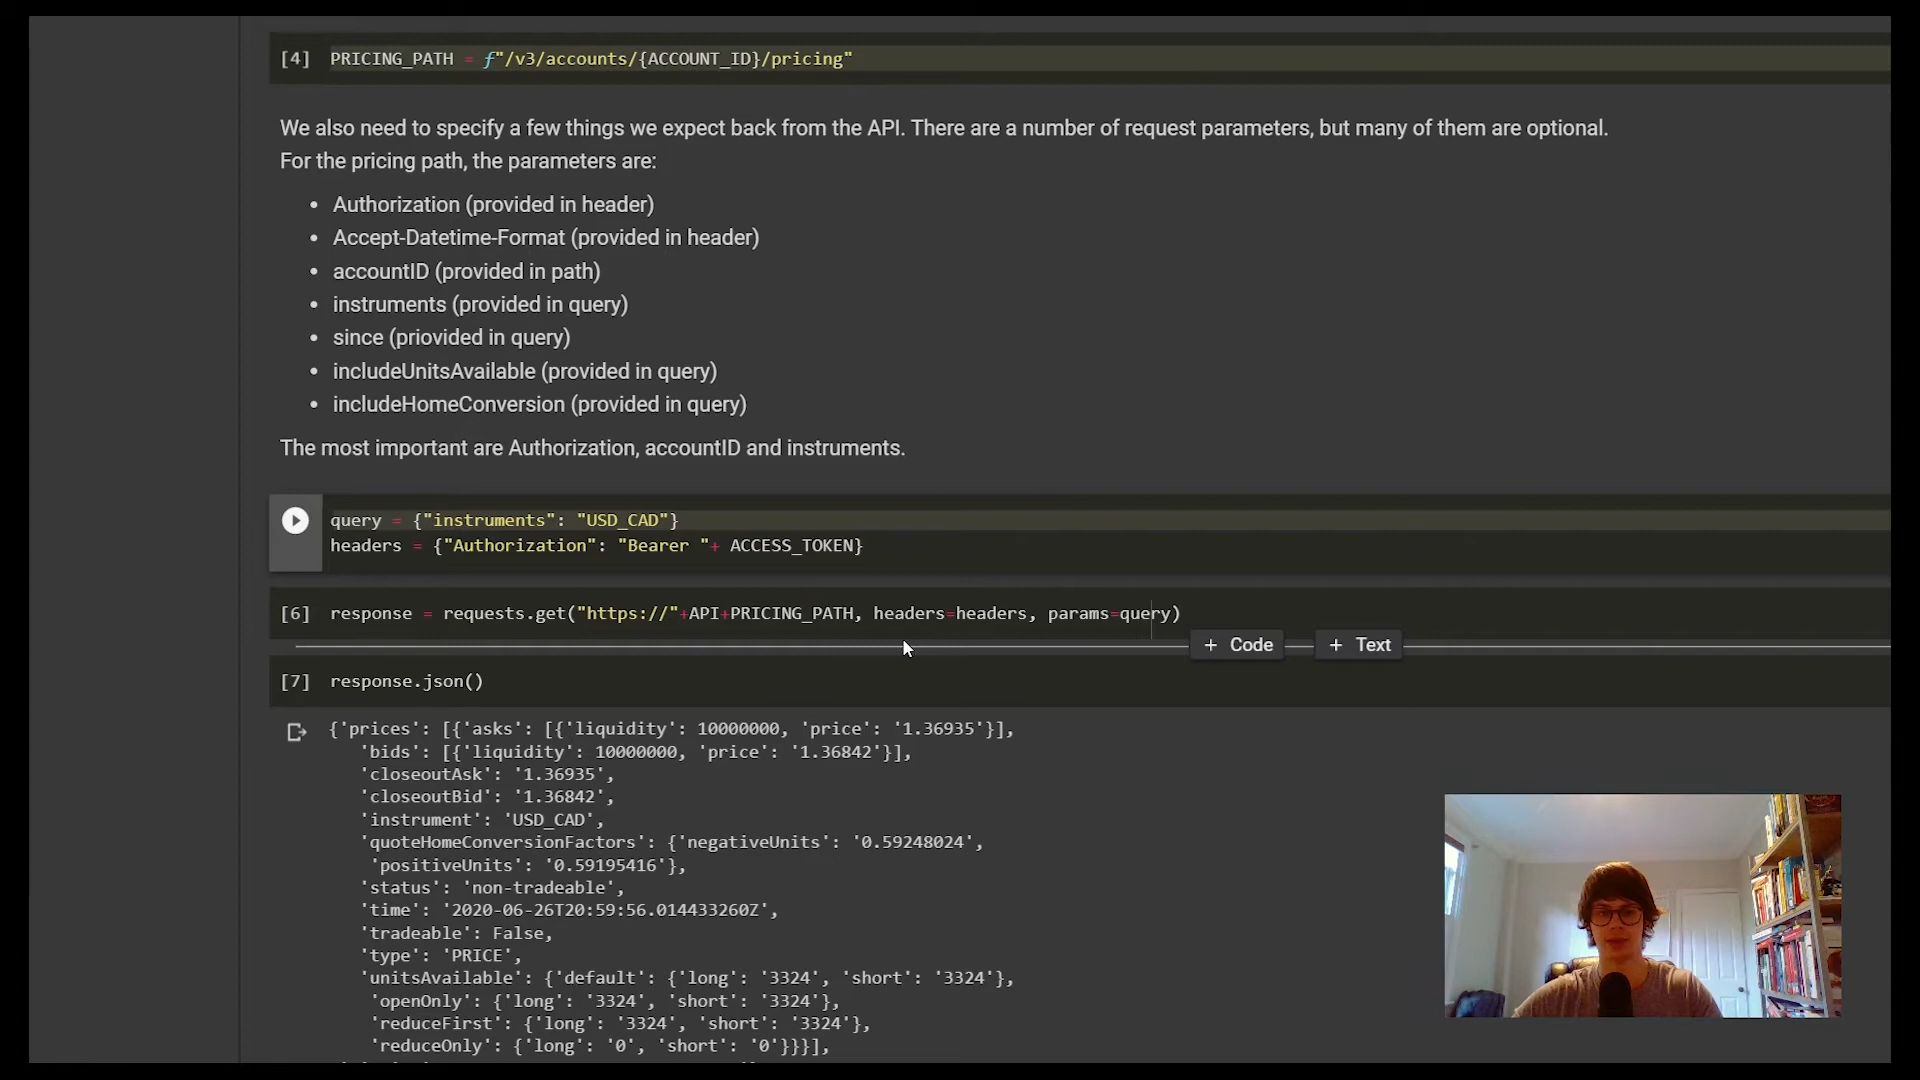 [4] PRICING_PATH = f"/v3/accounts/{ACCOUNT_ID}/pricing"
We also need to specify a few things we expect back from the API. There are a number of request parameters, but many of them are optional.
For the pricing path, the parameters are:
• Authorization (provided in header)
• Accept-Datetime-Format (provided in header)
• accountID (provided in path)
• instruments (provided in query)
• since (priovided in query)
• includeUnitsAvailable (provided in query)
• includeHomeConversion (provided in query)
The most important are Authorization, accountID and instruments.
query = {"instruments": "USD_CAD"}
headers = {"Authorization": "Bearer "+ ACCESS_TOKEN}
[6] response = requests.get("https://"+API+PRICING_PATH, headers=headers, params=query)
+ Code + Text
[7] response.json()
{'prices': [{'asks': [{'liquidity': 10000000, 'price': '1.36935'}],
'bids': [{'liquidity': 10000000, 'price': '1.36842'}],
'closeoutAsk': '1.36935',
'closeoutBid': '1.36842',
'instrument': 'USD_CAD',
'quoteHomeConversionFactors': {'negativeUnits': '0.59248024',
'positiveUnits': '0.59195416'},
'status': 'non-tradeable',
'time': '2020-06-26T20:59:56.014433260Z',
'tradeable': False,
'type': 'PRICE',
'unitsAvailable': {'default': {'long': '3324', 'short': '3324'},
'openOnly': {'long': '3324', 'short': '3324'},
'reduceFirst': {'long': '3324', 'short': '3324'},
'reduceOnly': {'long': '0', 'short': '0'}}}],